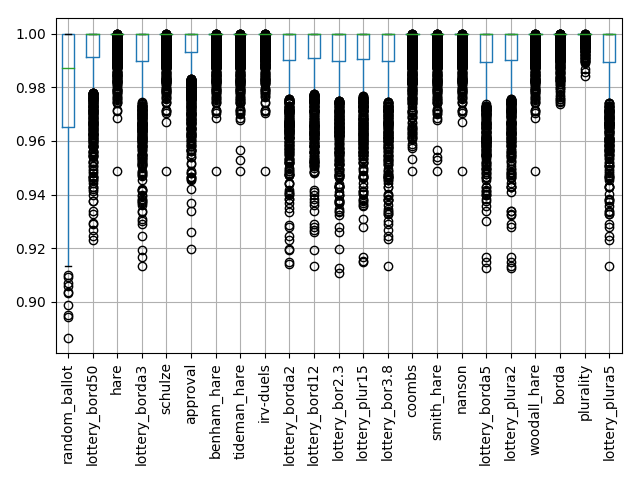 1.00
0.98
0.96
0.94
0.92
0.90
random_ballot
lottery_bord50
hare
lottery_borda3
schulze
approval
benham_hare
tideman_hare
irv-duels
lottery_borda2
lottery_bord12
lottery_bor2.3
lottery_plur15
lottery_bor3.8
coombs
smith_hare
nanson
lottery_borda5
lottery_plura2
woodall_hare
borda
plurality
lottery_plura5